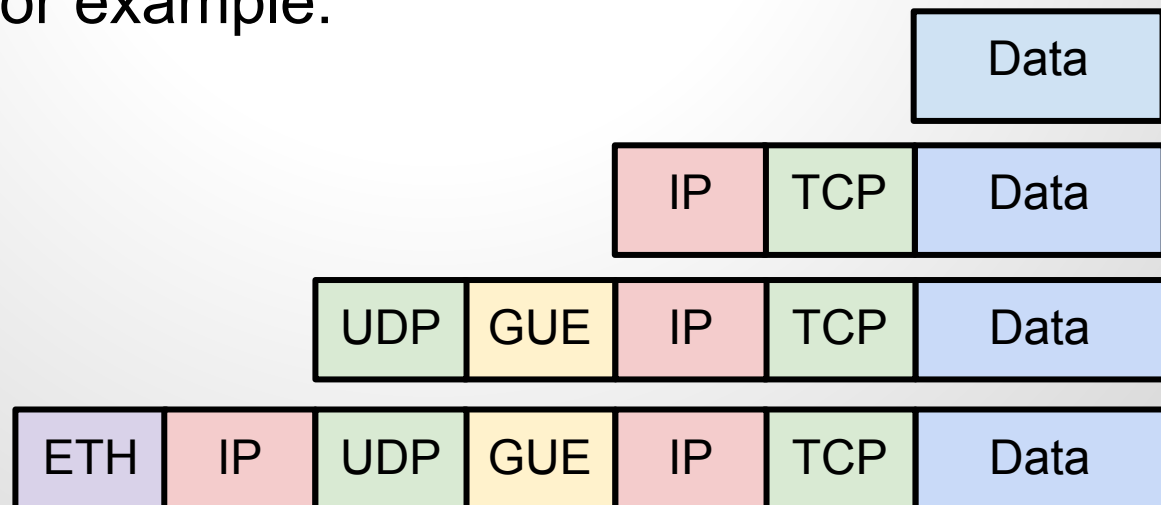 or example:
Data
IP TCP Data
UDP GUE IP TCP Data
ETH IP UDP GUE IP TCP Data